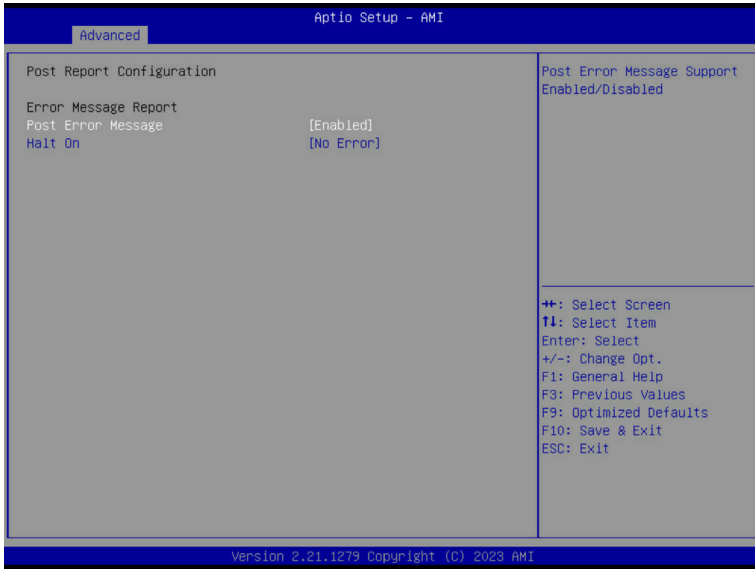 Aptio Setup – AMI
Advanced
Post Report Configuration
Error Message Report
Post Error Message [Enabled]
Halt On [No Error]
Post Error Message Support
Enabled/Disabled
→←: Select Screen
↑↓: Select Item
Enter: Select
+/-: Change Opt.
F1: General Help
F3: Previous Values
F9: Optimized Defaults
F10: Save & Exit
ESC: Exit
Version 2.21.1279 Copyright (C) 2023 AMI